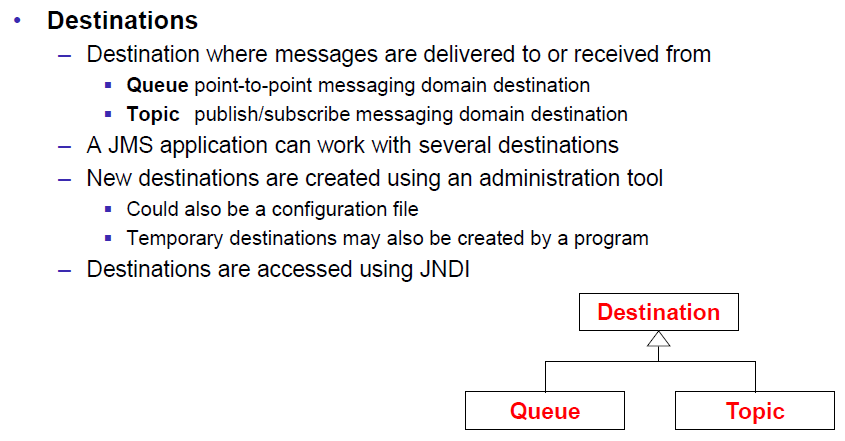 • Destinations
– Destination where messages are delivered to or received from
▪ Queue point-to-point messaging domain destination
▪ Topic publish/subscribe messaging domain destination
– A JMS application can work with several destinations
– New destinations are created using an administration tool
▪ Could also be a configuration file
▪ Temporary destinations may also be created by a program
– Destinations are accessed using JNDI
Destination
Queue
Topic